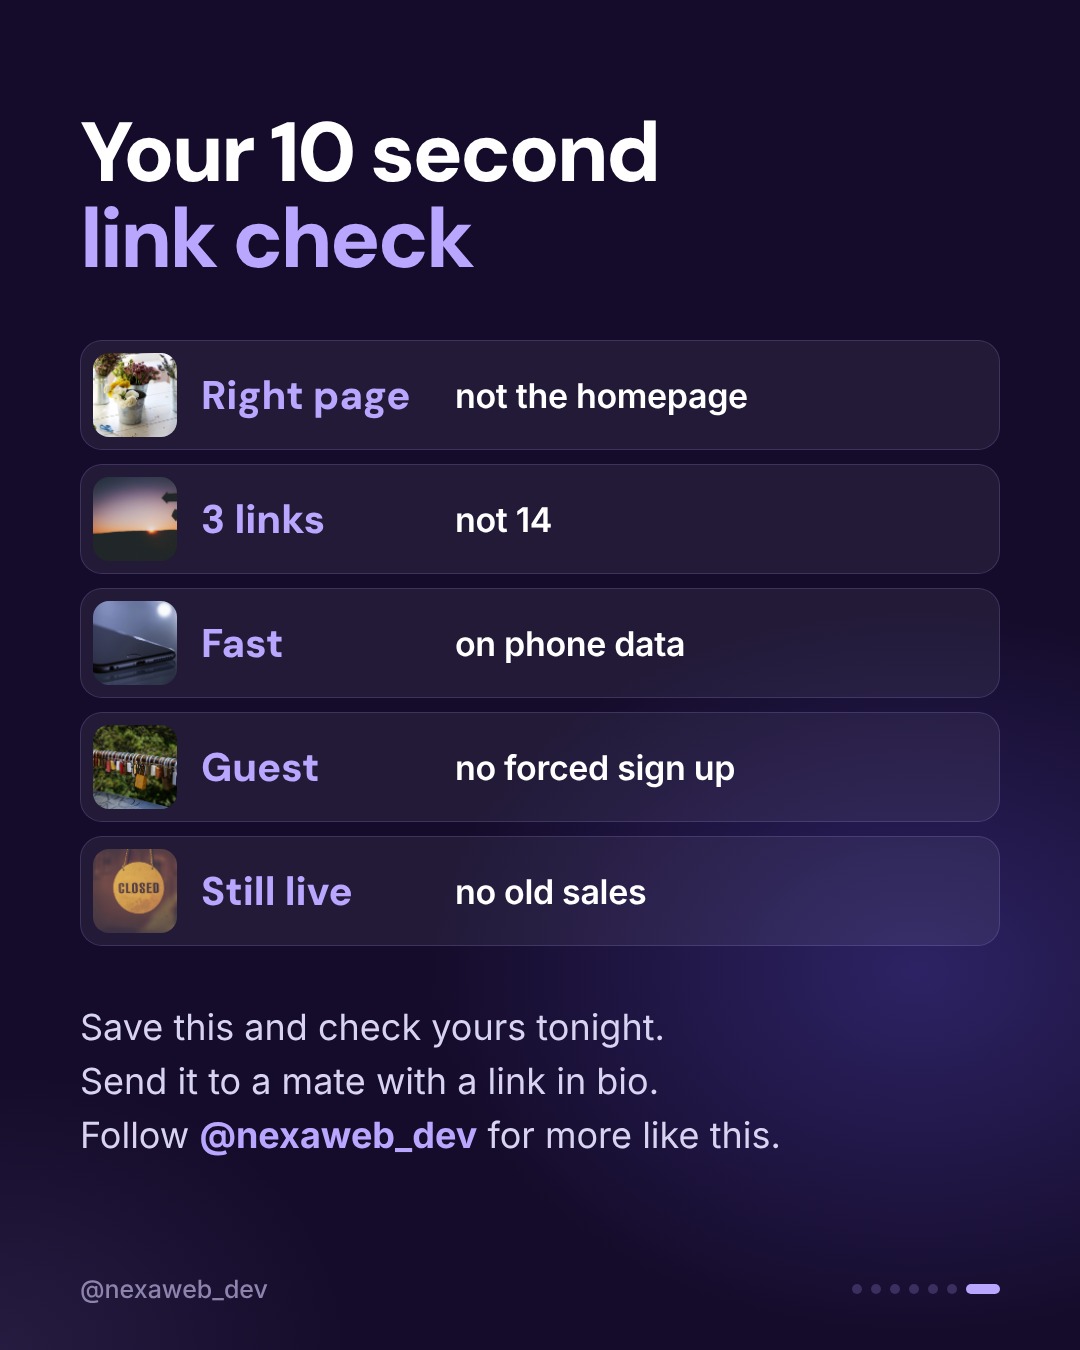 Your 10 second
link check
Right page not the homepage
3 links not 14
Fast on phone data
Guest no forced sign up
CLOSED
Still live no old sales
Save this and check yours tonight.
Send it to a mate with a link in bio.
Follow @nexaweb_dev for more like this.
@nexaweb_dev